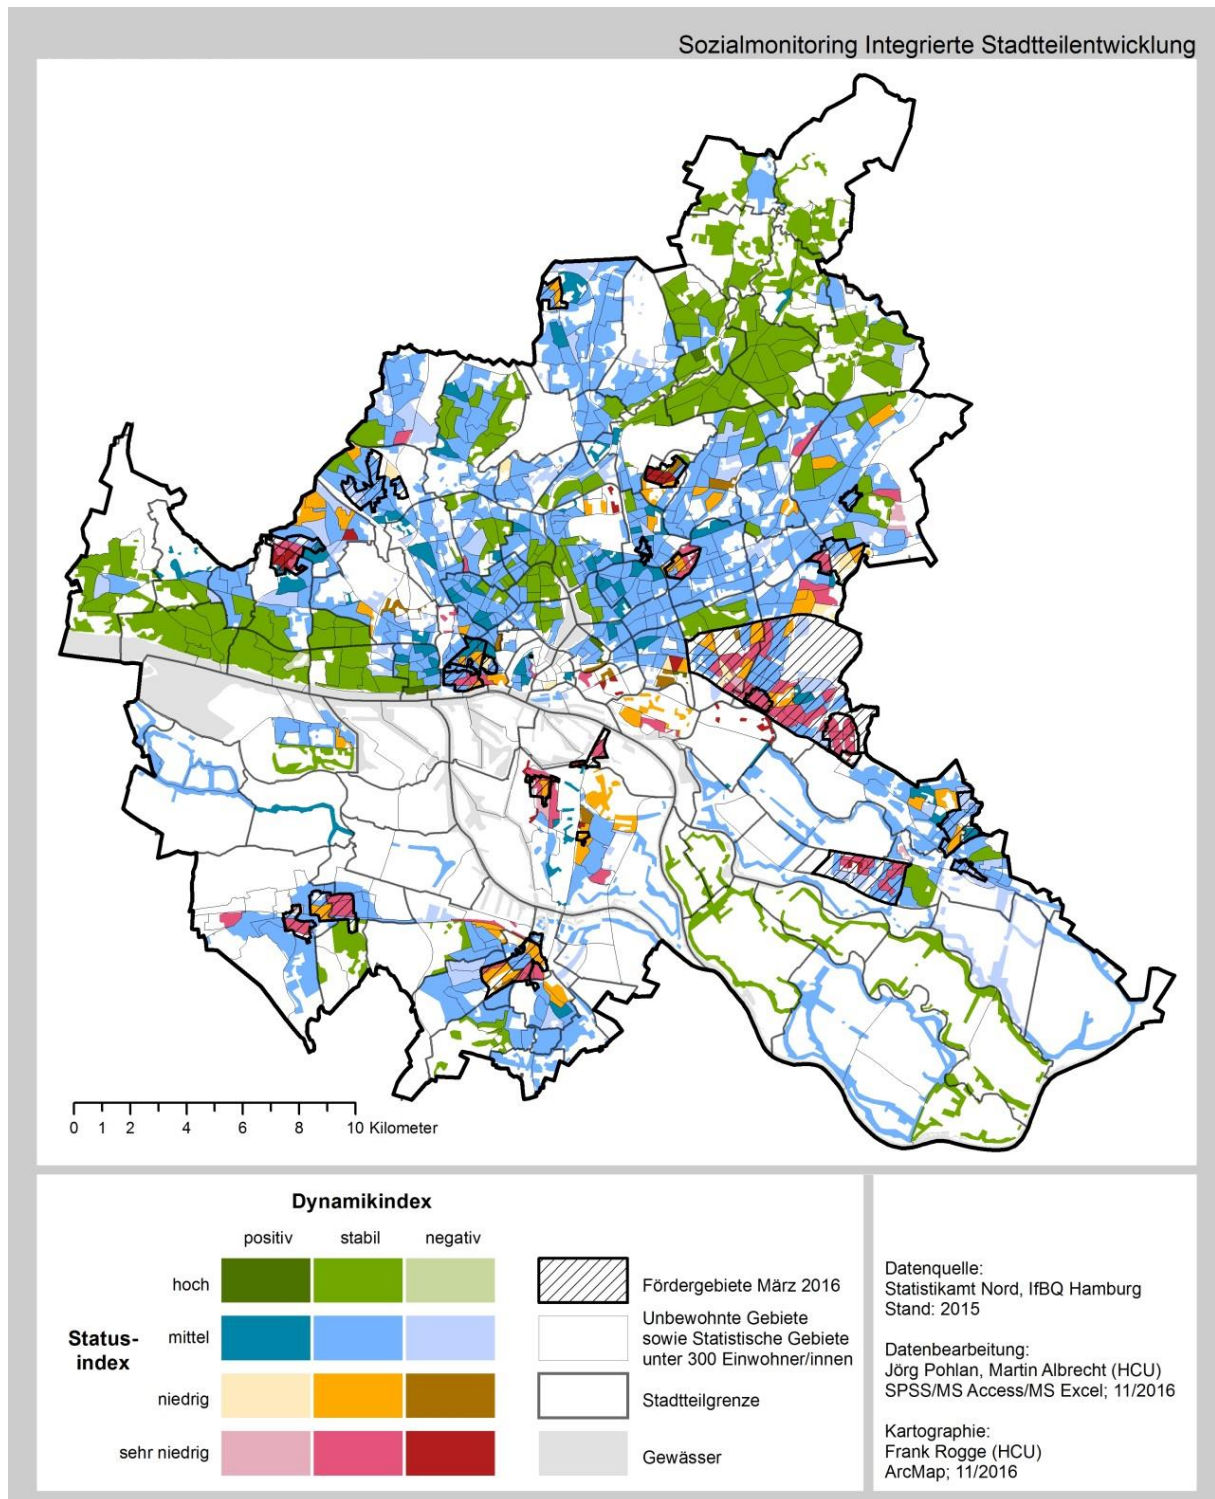 Sozialmonitoring Integrierte Stadtteilentwicklung
0 1 2 4 6 8 10 Kilometer
Dynamikindex
positiv stabil negativ
hoch
mittel
niedrig
sehr niedrig
Status-
index
Fördergebiete März 2016
Unbewohnte Gebiete
sowie Statistische Gebiete
unter 300 Einwohner/innen
Stadtteilgrenze
Gewässer
Datenquelle:
Statistikamt Nord, IfBQ Hamburg
Stand: 2015
Datenbearbeitung:
Jörg Pohlan, Martin Albrecht (HCU)
SPSS/MS Access/MS Excel; 11/2016
Kartographie:
Frank Rogge (HCU)
ArcMap; 11/2016